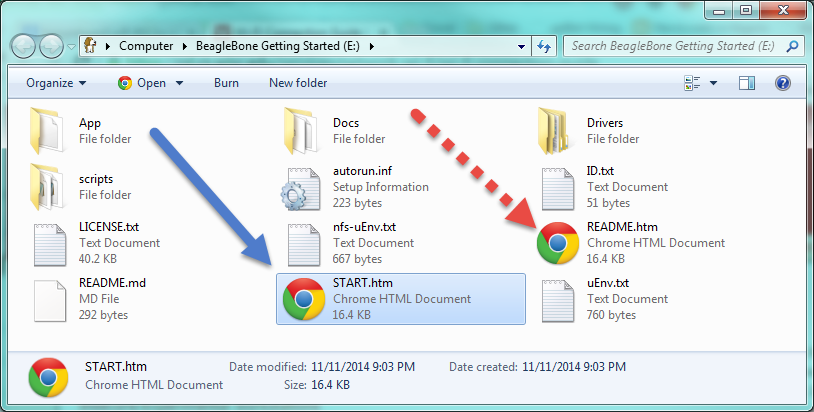 Computer ▸ BeagleBone Getting Started (E:) ▸
Search BeagleBone Getting Started (E:)
Organize Open Burn New folder
App
File folder
Docs
File folder
Drivers
File folder
scripts
File folder
autorun.inf
Setup Information
223 bytes
ID.txt
Text Document
51 bytes
LICENSE.txt
Text Document
40.2 KB
nfs-uEnv.txt
Text Document
667 bytes
README.htm
Chrome HTML Document
16.4 KB
README.md
MD File
292 bytes
START.htm
Chrome HTML Document
16.4 KB
uEnv.txt
Text Document
760 bytes
START.htm Date modified: 11/11/2014 9:03 PM Date created: 11/11/2014 9:03 PM
Chrome HTML Document Size: 16.4 KB